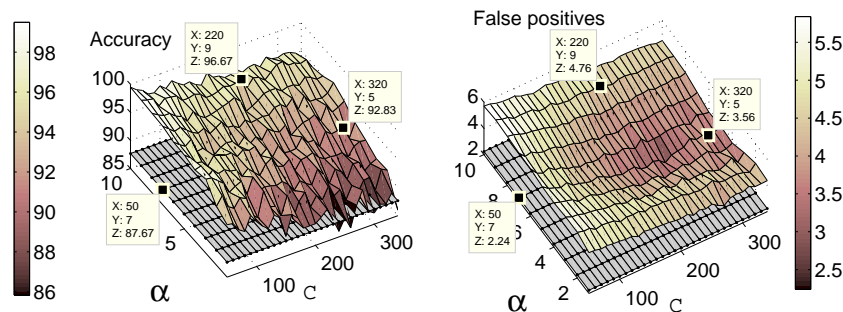 Accuracy
X: 220
Y: 9
Z: 96.67
X: 320
Y: 5
Z: 92.83
X: 50
Y: 7
Z: 87.67
98
96
94
92
90
88
86
100
95
90
85
10
5
100
200
300
α
C
False positives
X: 220
Y: 9
Z: 4.76
X: 320
Y: 5
Z: 3.56
X: 50
Y: 7
Z: 2.24
6
4
2
10
8
6
4
2
100
200
300
α
C
5.5
5
4.5
4
3.5
3
2.5